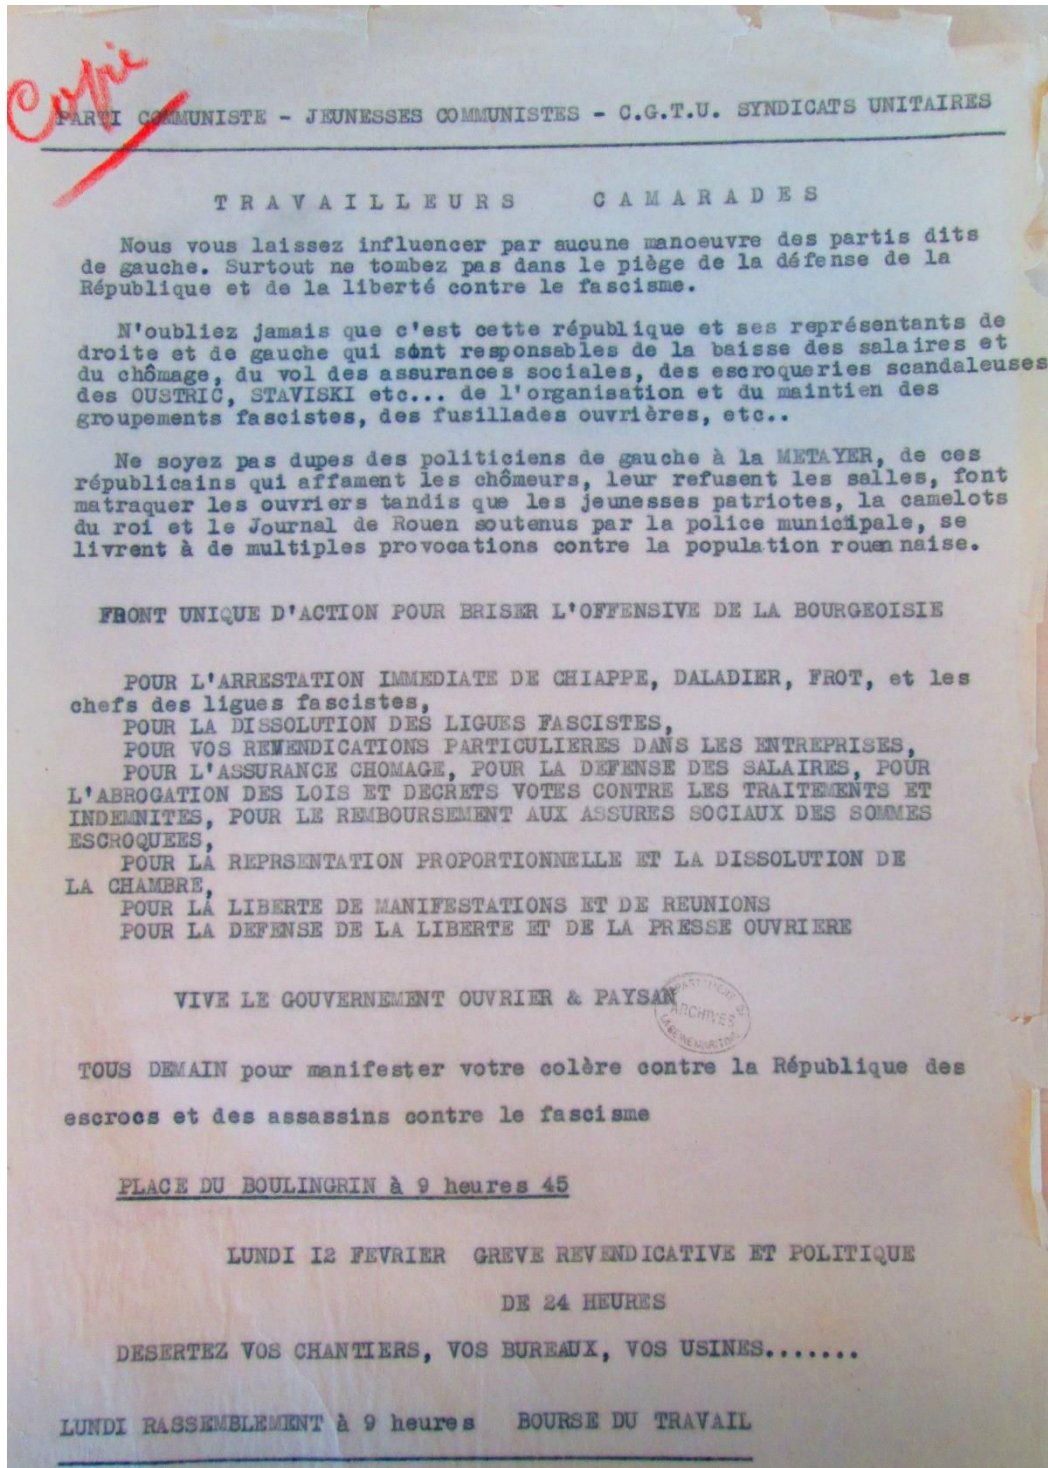 Copie
PARTI COMMUNISTE - JEUNESSES COMMUNISTES - C.G.T.U. SYNDICATS UNITAIRES
TRAVAILLEURS CAMARADES
Nous vous laissez influencer par aucune manoeuvre des partis dits
de gauche. Surtout ne tombez pas dans le piège de la défense de la
République et de la liberté contre le fascisme.
N'oubliez jamais que c'est cette république et ses représentants de
droite et de gauche qui sont responsables de la baisse des salaires et
du chômage, du vol des assurances sociales, des escroqueries scandaleuses
des OUSTRIC, STAVISKI etc... de l'organisation et du maintien des
groupements fascistes, des fusillades ouvrières, etc..
Ne soyez pas dupes des politiciens de gauche à la METAYER, de ces
républicains qui affament les chômeurs, leur refusent les salles, font
matraquer les ouvriers tandis que les jeunesses patriotes, la camelots
du roi et le Journal de Rouen soutenus par la police municipale, se
livrent à de multiples provocations contre la population rouennaise.
FRONT UNIQUE D'ACTION POUR BRISER L'OFFENSIVE DE LA BOURGEOISIE
POUR L'ARRESTATION IMMEDIATE DE CHIAPPE, DALADIER, FROT, et les
chefs des ligues fascistes,
POUR LA DISSOLUTION DES LIGUES FASCISTES,
POUR VOS REVENDICATIONS PARTICULIERES DANS LES ENTREPRISES,
POUR L'ASSURANCE CHOMAGE, POUR LA DEFENSE DES SALAIRES, POUR
L'ABROGATION DES LOIS ET DECRETS VOTES CONTRE LES TRAITEMENTS ET
INDEMNITES, POUR LE REMBOURSEMENT AUX ASSURES SOCIAUX DES SOMMES
ESCROQUEES,
POUR LA REPRSENTATION PROPORTIONNELLE ET LA DISSOLUTION DE
LA CHAMBRE,
POUR LA LIBERTE DE MANIFESTATIONS ET DE REUNIONS
POUR LA DEFENSE DE LA LIBERTE ET DE LA PRESSE OUVRIERE
VIVE LE GOUVERNEMENT OUVRIER & PAYSAN
ARCHIVES
TOUS DEMAIN pour manifester votre colère contre la République des
escrocs et des assassins contre le fascisme
PLACE DU BOULINGRIN à 9 heures 45
LUNDI I2 FEVRIER GREVE REVENDICATIVE ET POLITIQUE
DE 24 HEURES
DESERTEZ VOS CHANTIERS, VOS BUREAUX, VOS USINES.......
LUNDI RASSEMBLEMENT à 9 heures BOURSE DU TRAVAIL